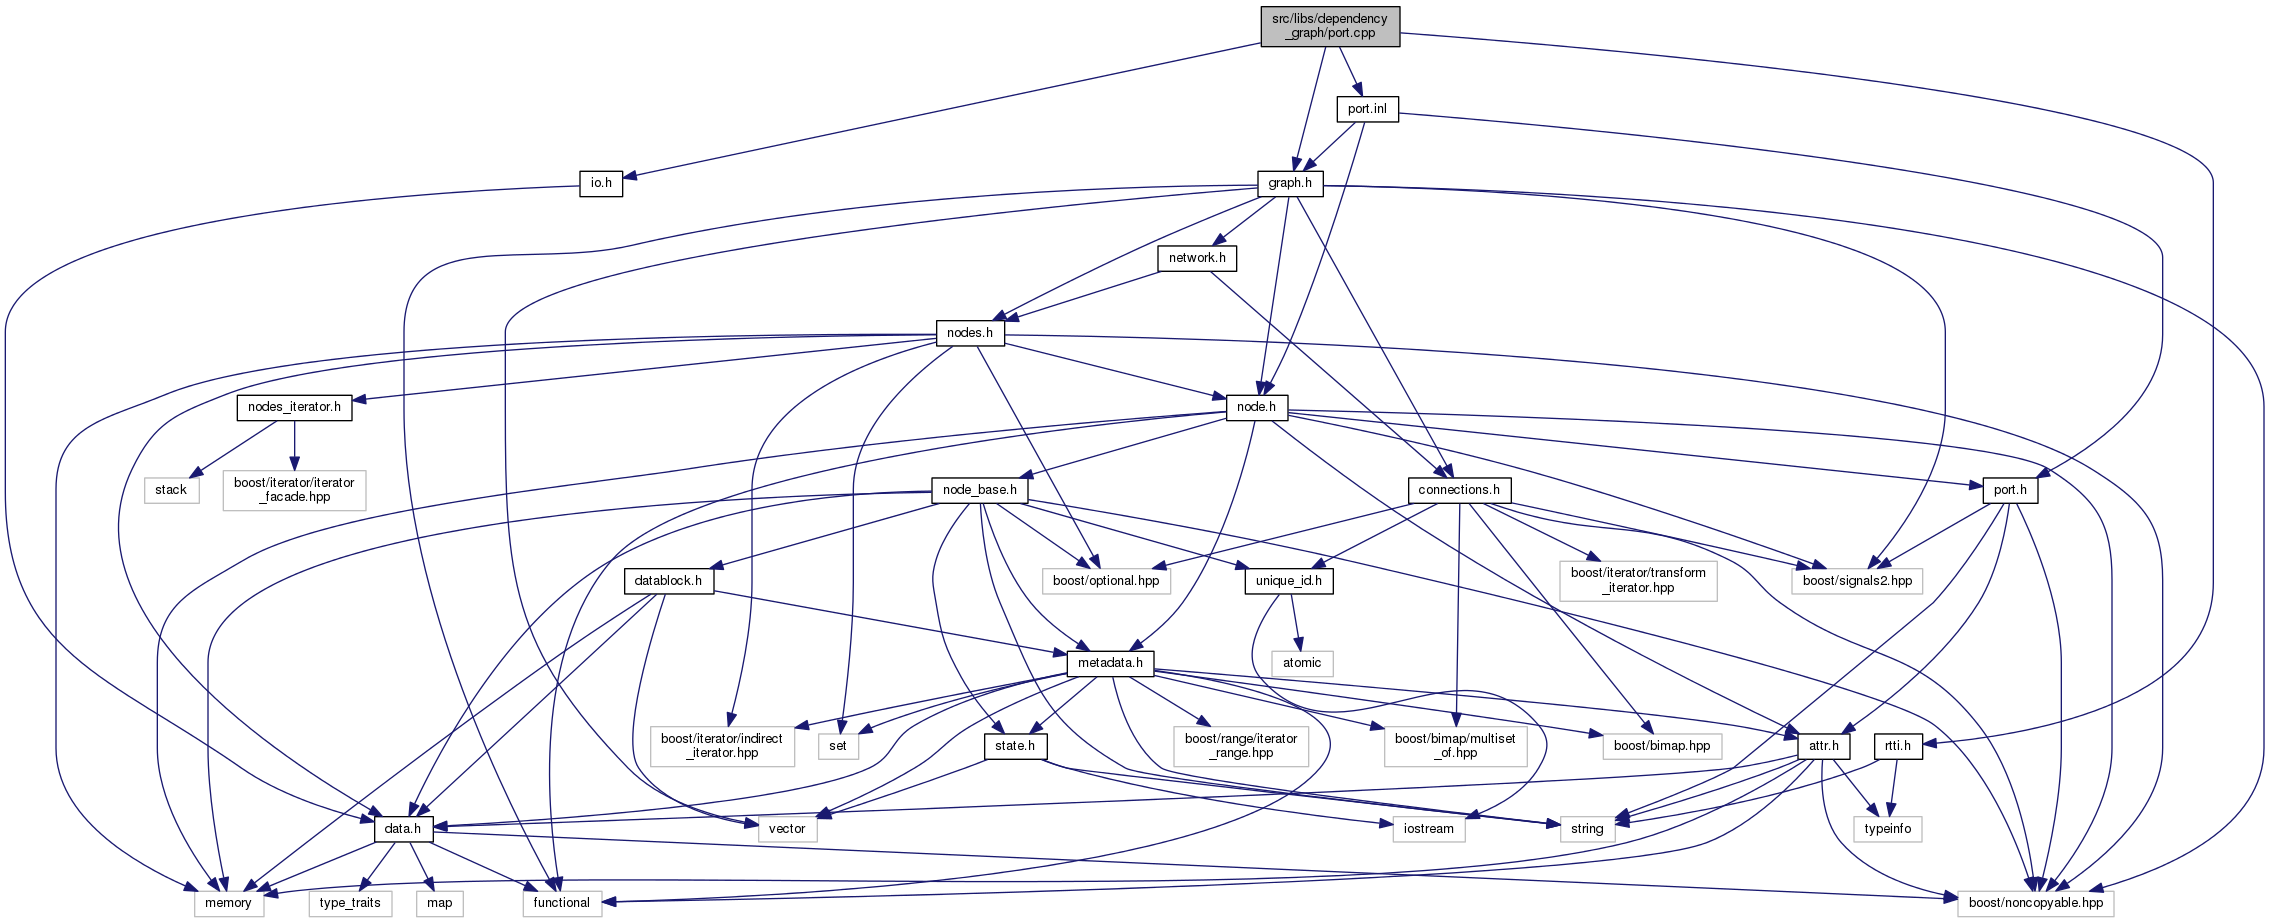 src/libs/dependency
_graph/port.cpp
port.inl
io.h
graph.h
network.h
nodes.h
nodes_iterator.h
node.h
stack
boost/iterator/iterator
_facade.hpp
node_base.h
connections.h
port.h
datablock.h
boost/optional.hpp
unique_id.h
boost/iterator/transform
_iterator.hpp
boost/signals2.hpp
metadata.h
atomic
boost/iterator/indirect
_iterator.hpp
set
state.h
boost/range/iterator
_range.hpp
boost/bimap/multiset
_of.hpp
boost/bimap.hpp
attr.h
rtti.h
data.h
vector
iostream
string
typeinfo
memory
type_traits
map
functional
boost/noncopyable.hpp